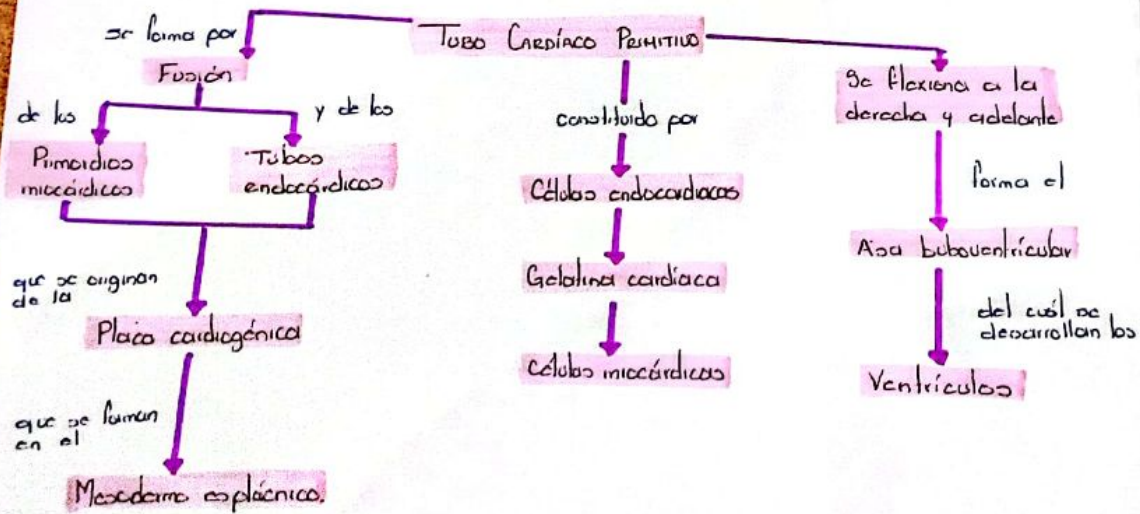 TUBO CARDÍACO PRIMITIVO
se forma por
Fusión
de los
y de los
Primordios
miocárdicos
Tubos
endocárdicos
que se originan
de la
Placa cardiogénica
que se forman
en el
Mesodermo esplácnico.
constituido por
Células endocardiacas
Gelatina cardíaca
Células miocárdicas
Se flexiona a la
derecha y adelante
forma el
Asa buboventrícular
del cuál se
desarrollan los
Ventrículos